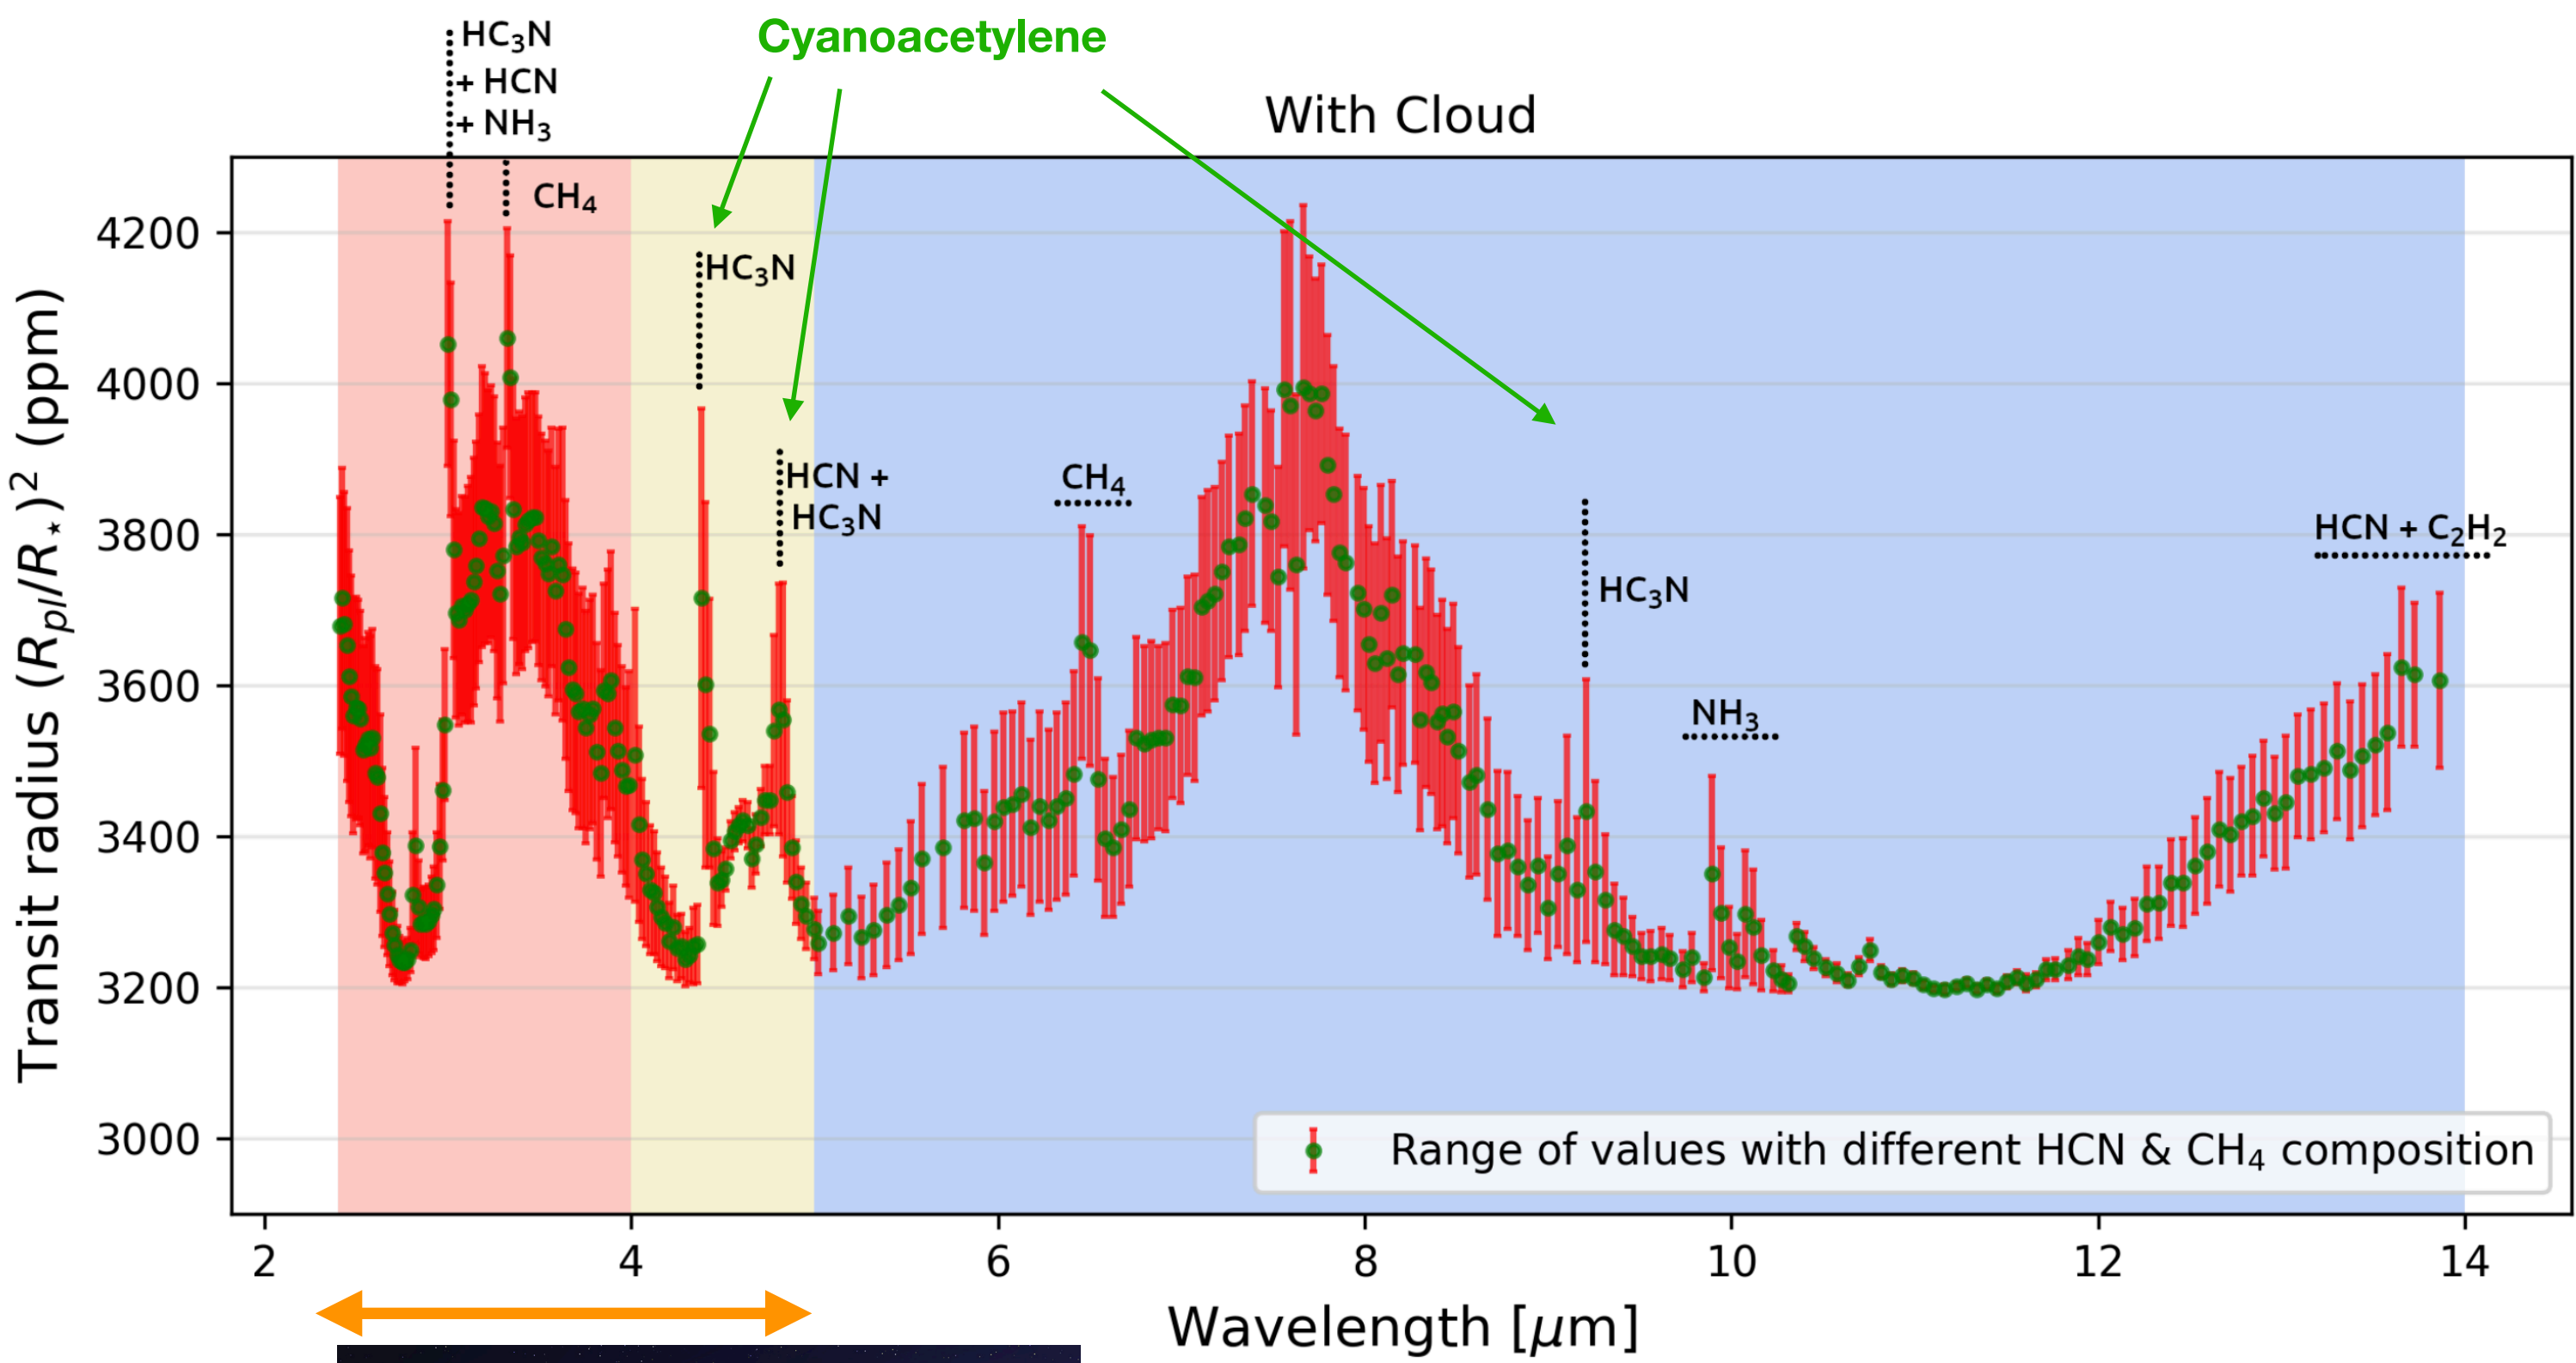 HC₃N
+ HCN
+ NH₃
Cyanoacetylene
With Cloud
CH₄
HC₃N
HCN +
HC₃N
CH₄
HC₃N
NH₃
HCN + C₂H₂
Transit radius (R_pl/R⋆)² (ppm)
4200
4000
3800
3600
3400
3200
3000
Range of values with different HCN & CH₄ composition
2 4 6 8 10 12 14
Wavelength [μm]